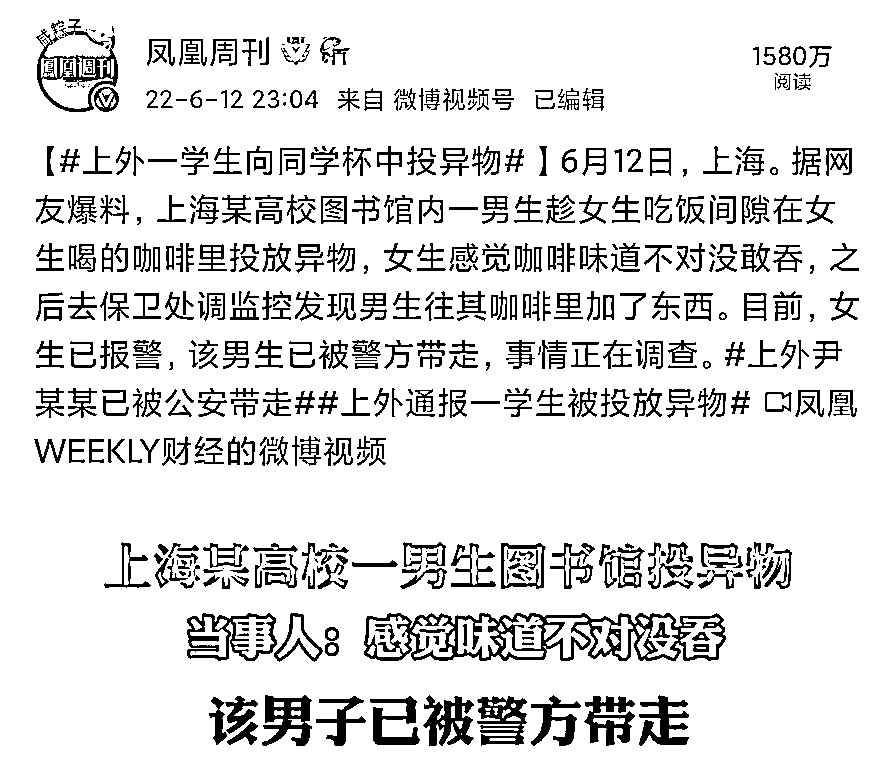 咸粽子
鳳凰週刊
凤凰周刊
1580万
阅读
22-6-12 23:04 来自 微博视频号 已编辑
【#上外一学生向同学杯中投异物#】6月12日，上海。据网
友爆料，上海某高校图书馆内一男生趁女生吃饭间隙在女
生喝的咖啡里投放异物，女生感觉咖啡味道不对没敢吞，之
后去保卫处调监控发现男生往其咖啡里加了东西。目前，女
生已报警，该男生已被警方带走，事情正在调查。#上外尹
某某已被公安带走##上外通报一学生被投放异物# 凤凰
WEEKLY财经的微博视频
上海某高校一男生图书馆投异物
当事人：感觉味道不对没吞
该男子已被警方带走